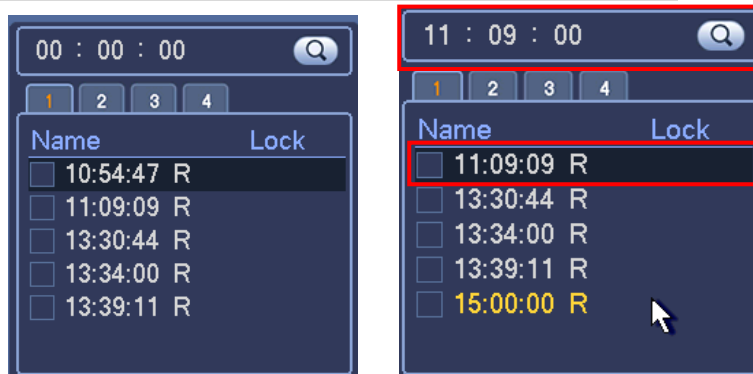 00 : 00 : 00
1 2 3 4
Name Lock
10:54:47 R
11:09:09 R
13:30:44 R
13:34:00 R
13:39:11 R
11 : 09 : 00
1 2 3 4
Name Lock
11:09:09 R
13:30:44 R
13:34:00 R
13:39:11 R
15:00:00 R